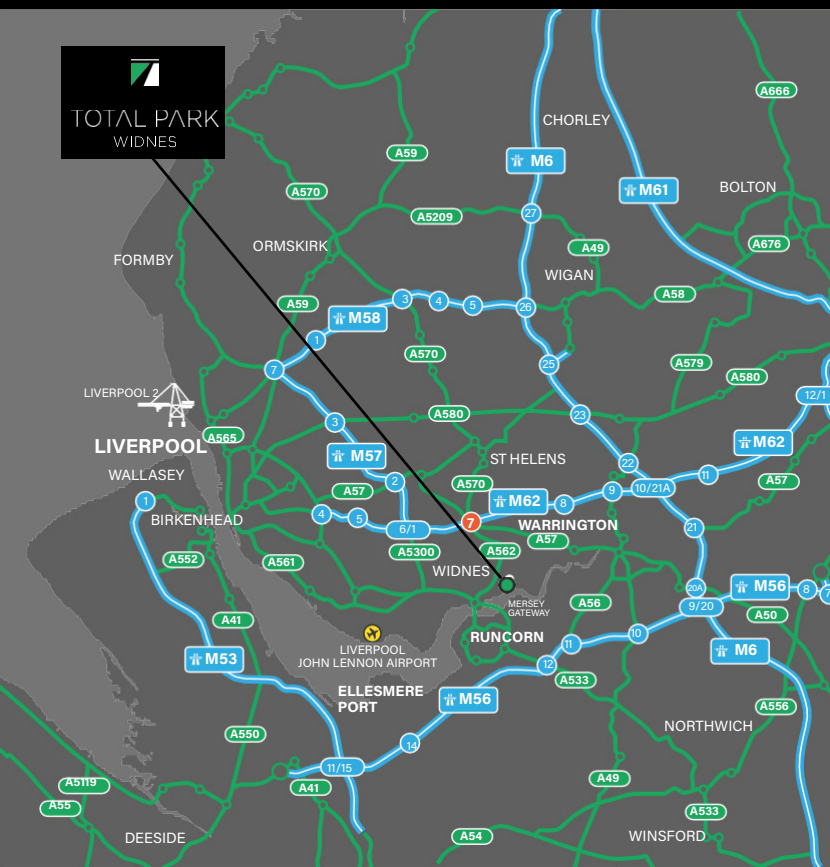 TOTAL PARK
WIDNES
A666
CHORLEY
A59
M6
A570
M61
BOLTON
27
A5209
A676
ORMSKIRK
A49
FORMBY
WIGAN
A58
A59
3
4
5
26
M58
1
A570
25
A579
7
A580
LIVERPOOL 2
12/1
A580
23
3
A565
LIVERPOOL
M62
M57
ST HELENS
22
WALLASEY
11
2
A570
A57
A57
10/21A
9
1
M62
8
4
5
7
BIRKENHEAD
6/1
WARRINGTON
21
A57
A552
A561
A5300
A562
WIDNES
20A
M56
8
7
MERSEY
GATEWAY
A56
9/20
A50
A41
LIVERPOOL
JOHN LENNON AIRPORT
RUNCORN
10
11
M6
M53
12
A533
ELLESMERE
PORT
M56
A556
NORTHWICH
A550
14
11/15
A49
A5119
A41
A55
A533
DEESIDE
A54
WINSFORD